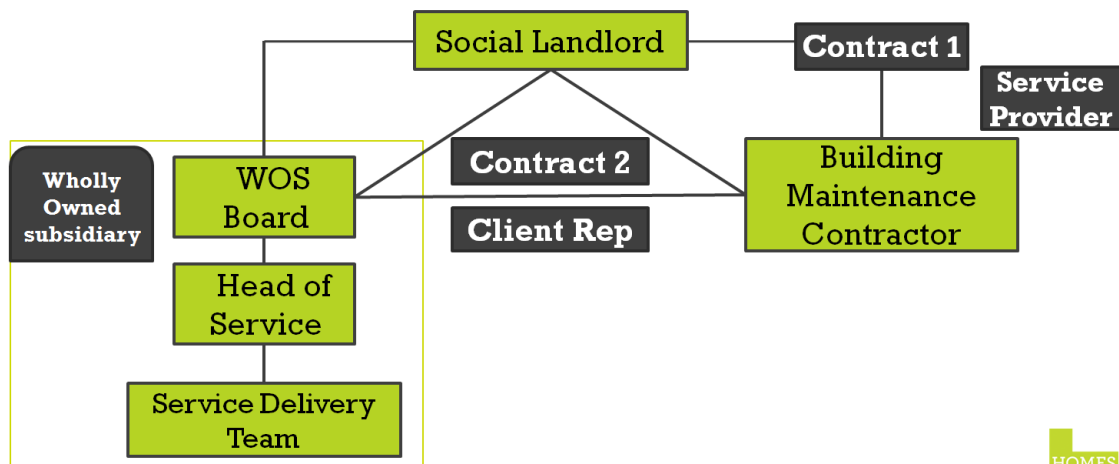 Social Landlord
Contract 1
Service
Provider
Wholly
Owned
subsidiary
WOS
Board
Contract 2
Client Rep
Building
Maintenance
Contractor
Head of
Service
Service Delivery
Team
HOMES